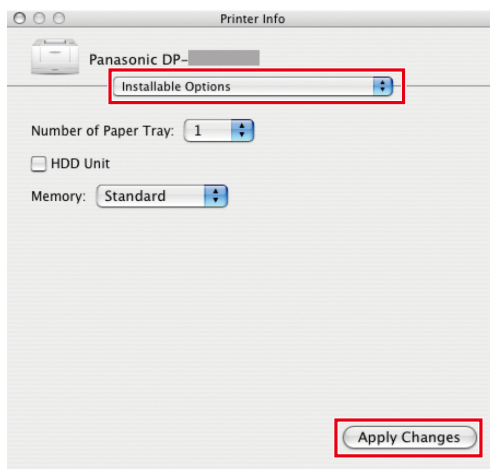 Printer Info
Panasonic DP-
Installable Options
Number of Paper Tray: 1
HDD Unit
Memory: Standard
Apply Changes